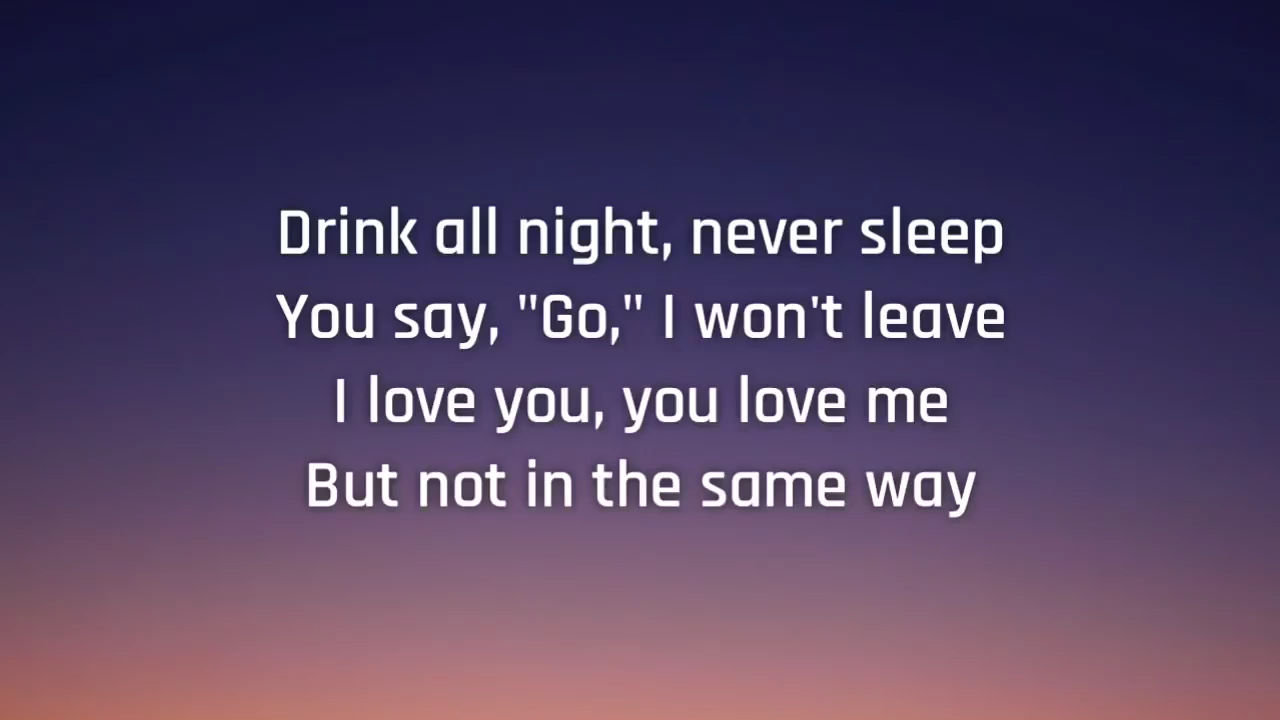 Drink all night, never sleep
You say, "Go," I won't leave
I love you, you love me
But not in the same way